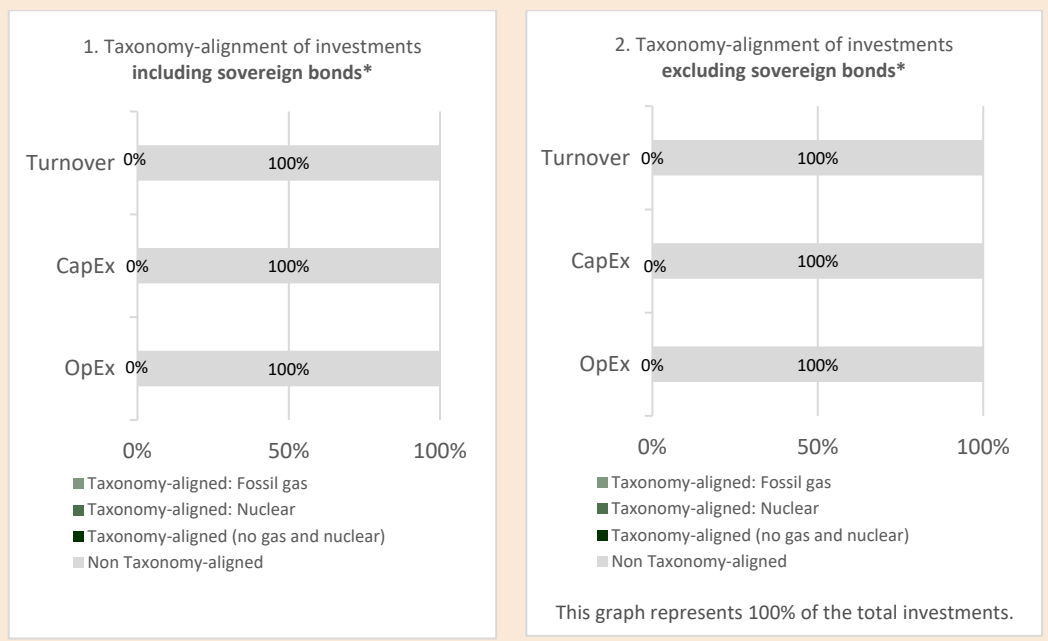 1. Taxonomy-alignment of investments
including sovereign bonds*
Turnover 0% 100%
CapEx 0% 100%
OpEx 0% 100%
0% 50% 100%
Taxonomy-aligned: Fossil gas
Taxonomy-aligned: Nuclear
Taxonomy-aligned (no gas and nuclear)
Non Taxonomy-aligned
2. Taxonomy-alignment of investments
excluding sovereign bonds*
Turnover 0% 100%
CapEx 0% 100%
OpEx 0% 100%
0% 50% 100%
Taxonomy-aligned: Fossil gas
Taxonomy-aligned: Nuclear
Taxonomy-aligned (no gas and nuclear)
Non Taxonomy-aligned
This graph represents 100% of the total investments.